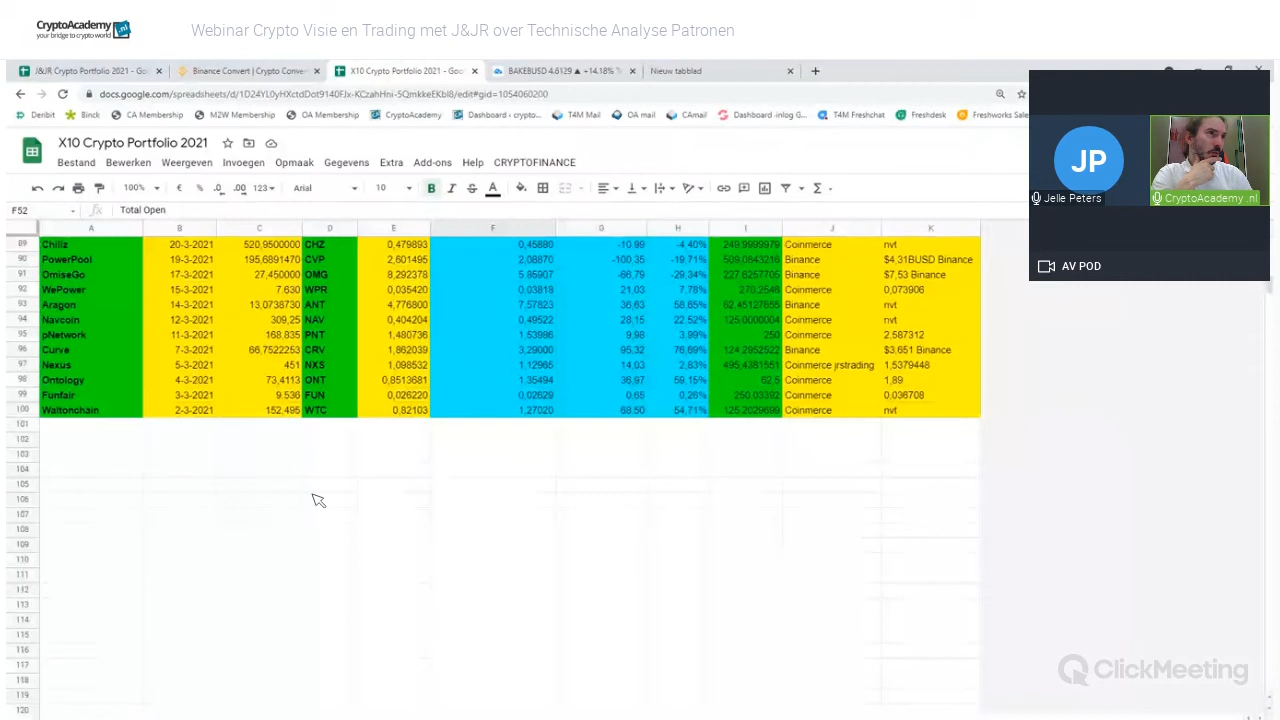 CryptoAcademy .nl
your bridge to crypto world
Webinar Crypto Visie en Trading met J&JR over Technische Analyse Patronen
J&JR Crypto Portfolio 2021 - Goo
Binance Convert | Crypto Conver
X10 Crypto Portfolio 2021 - Goo
BAKEBUSD 4.6129 ▲ +14.18%
Nieuw tabblad
Denbit Binck CA Membership M2W Membership OA Membership CryptoAcademy Dashboard ‹ crypto... T4M Mail OA mail CAmail Dashboard -inlog G... T4M Freshchat Freshdesk Freshworks Sales
X10 Crypto Portfolio 2021
Bestand Bewerken Weergeven Invoegen Opmaak Gegevens Extra Add-ons Help CRYPTOFINANCE
100% € % .0 .00 123 Arial 10 B I S A
F52 fx Total Open
A B C D E F G H I J K
89 Chiliz 20-3-2021 520,9500000 CHZ 0,479893 0,45880 -10,99 -4,40% 249,9999979 Coinmerce nvt
90 PowerPool 19-3-2021 195,6891470 CVP 2,601495 2,08870 -100,35 -19,71% 509,0843216 Binance $4,31BUSD Binance
91 OmiseGo 17-3-2021 27,450000 OMG 8,292378 5,85907 -66,79 -29,34% 227,6257705 Binance $7,53 Binance
92 WePower 15-3-2021 7.630 WPR 0,035420 0,03818 21,03 7,78% 270,2546 Coinmerce 0,073906
93 Aragon 14-3-2021 13,0738730 ANT 4,776800 7,57823 36,63 58,65% 62,45127655 Binance nvt
94 Navcoin 12-3-2021 309,25 NAV 0,404204 0,49522 28,15 22,52% 125,0000004 Coinmerce nvt
95 pNetwork 11-3-2021 168,835 PNT 1,480736 1,53986 9,98 3,99% 250 Coinmerce 2,587312
96 Curve 7-3-2021 66,7522253 CRV 1,862039 3,29000 95,32 76,69% 124,2952522 Binance $3,651 Binance
97 Nexus 5-3-2021 451 NXS 1,098532 1,12965 14,03 2,83% 495,4381551 Coinmerce jrstrading 1,5379448
98 Ontology 4-3-2021 73,4113 ONT 0,8513681 1,35494 36,97 59,15% 62,5 Coinmerce 1,89
99 Funfair 3-3-2021 9.536 FUN 0,026220 0,02629 0,65 0,26% 250,03392 Coinmerce 0,036708
100 Waltonchain 2-3-2021 152,495 WTC 0,82103 1,27020 68,50 54,71% 125,2029699 Coinmerce nvt
101
102
103
104
105
106
107
108
109
110
111
112
113
114
115
116
117
118
119
120
JP
Jelle Peters
CryptoAcademy .nl
AV POD
ClickMeeting